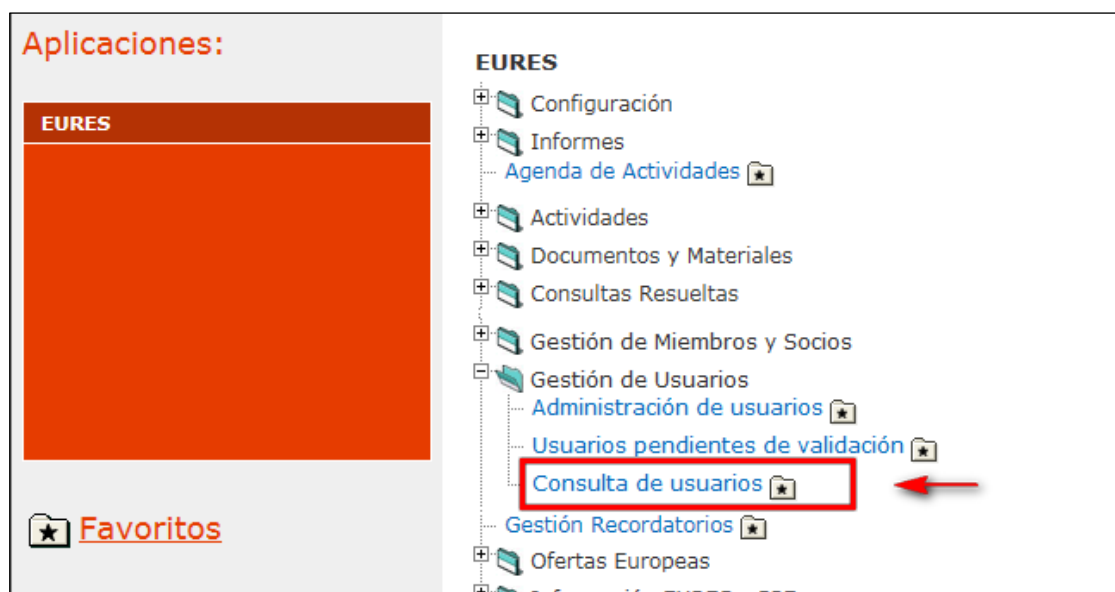 Aplicaciones:
EURES
Favoritos
EURES
Configuración
Informes
Agenda de Actividades
Actividades
Documentos y Materiales
Consultas Resueltas
Gestión de Miembros y Socios
Gestión de Usuarios
Administración de usuarios
Usuarios pendientes de validación
Consulta de usuarios
Gestión Recordatorios
Ofertas Europeas